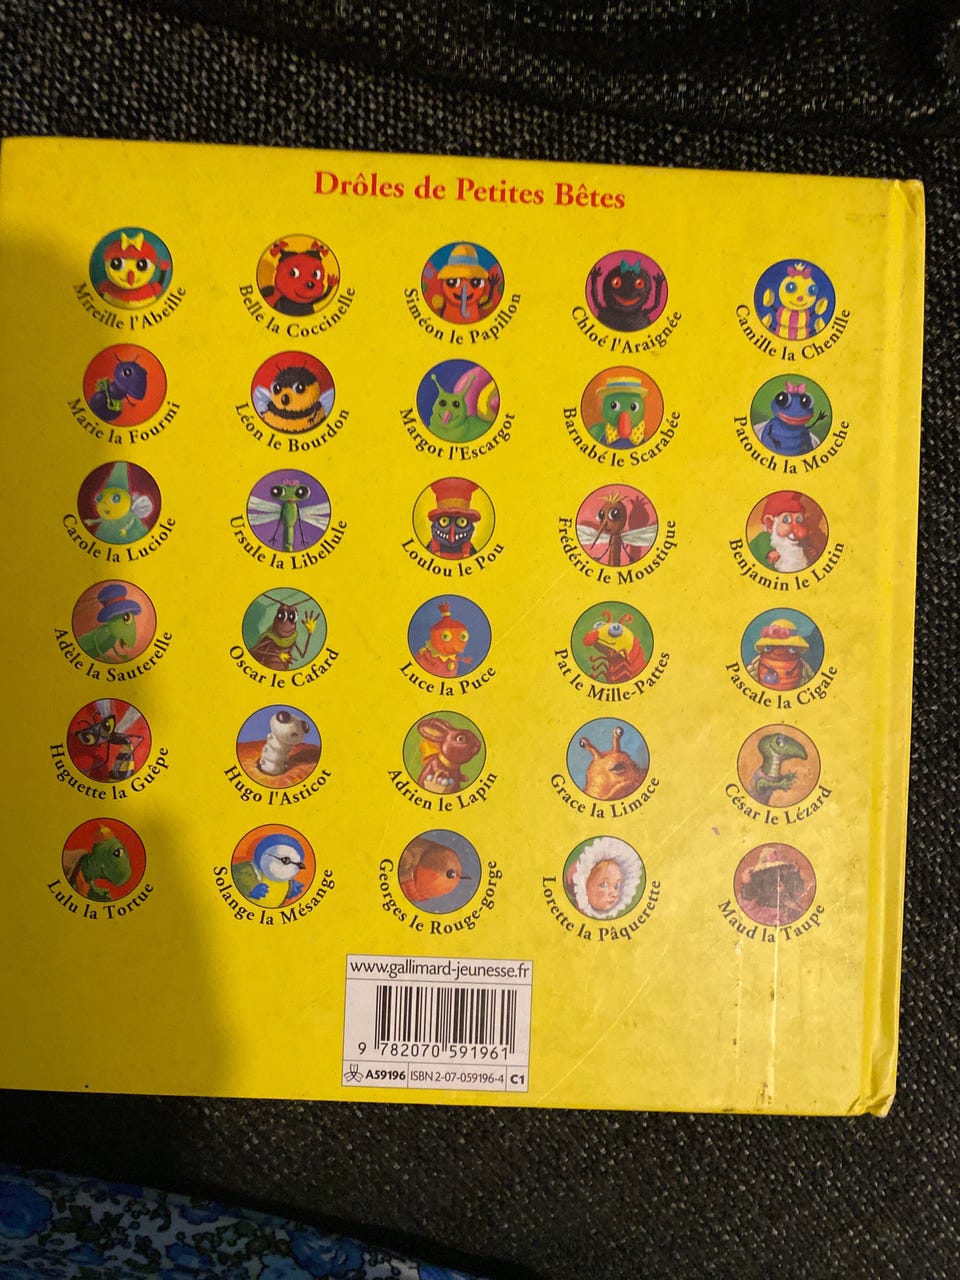 Drôles de Petites Bêtes
Mireille l'Abeille
Belle la Coccinelle
Siméon le Papillon
Chloé l'Araignée
Camille la Chenille
Marie la Fourmi
Léon le Bourdon
Margot l'Escargot
Barnabé le Scarabée
Patouch la Mouche
Carole la Luciole
Ursule la Libellule
Loulou le Pou
Frédéric le Moustique
Benjamin le Lutin
Adèle la Sauterelle
Oscar le Cafard
Luce la Puce
Pat le Mille-Pattes
Pascale la Cigale
Huguette la Guêpe
Hugo l'Asticot
Adrien le Lapin
Grace la Limace
César le Lézard
Lulu la Tortue
Solange la Mésange
Georges le Rouge-gorge
Lorette la Pâquerette
Maud la Taupe
www.gallimard-jeunesse.fr
9 782070 591961
A59196 ISBN 2-07-059196-4 C1